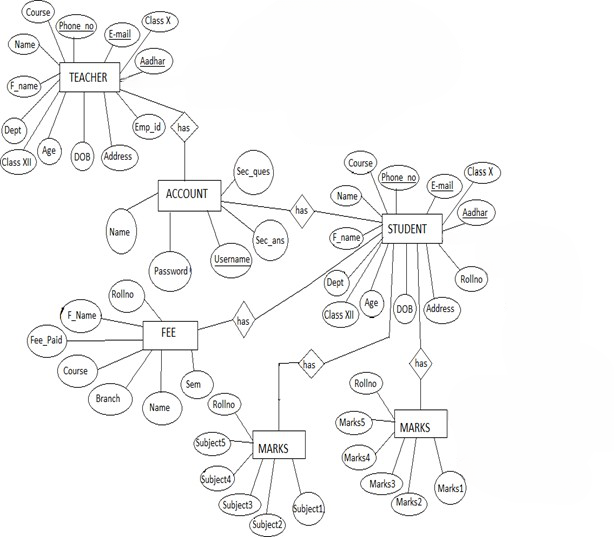 Course
Phone_no
E-mail
Class X
Name
Aadhar
TEACHER
F_name
Dept
Emp_id
Class XII
Age
DOB
Address
has
Sec_ques
ACCOUNT
Name
Password
Username
Sec_ans
has
Course
Phone_no
E-mail
Class X
Name
Aadhar
STUDENT
F_name
Dept
Rollno
Class XII
Age
DOB
Address
Rollno
F_Name
Fee_Paid
FEE
has
Course
Branch
Name
Sem
has
has
Rollno
Subject5
MARKS
Subject4
Subject3
Subject2
Subject1
Rollno
Marks5
MARKS
Marks4
Marks3
Marks2
Marks1